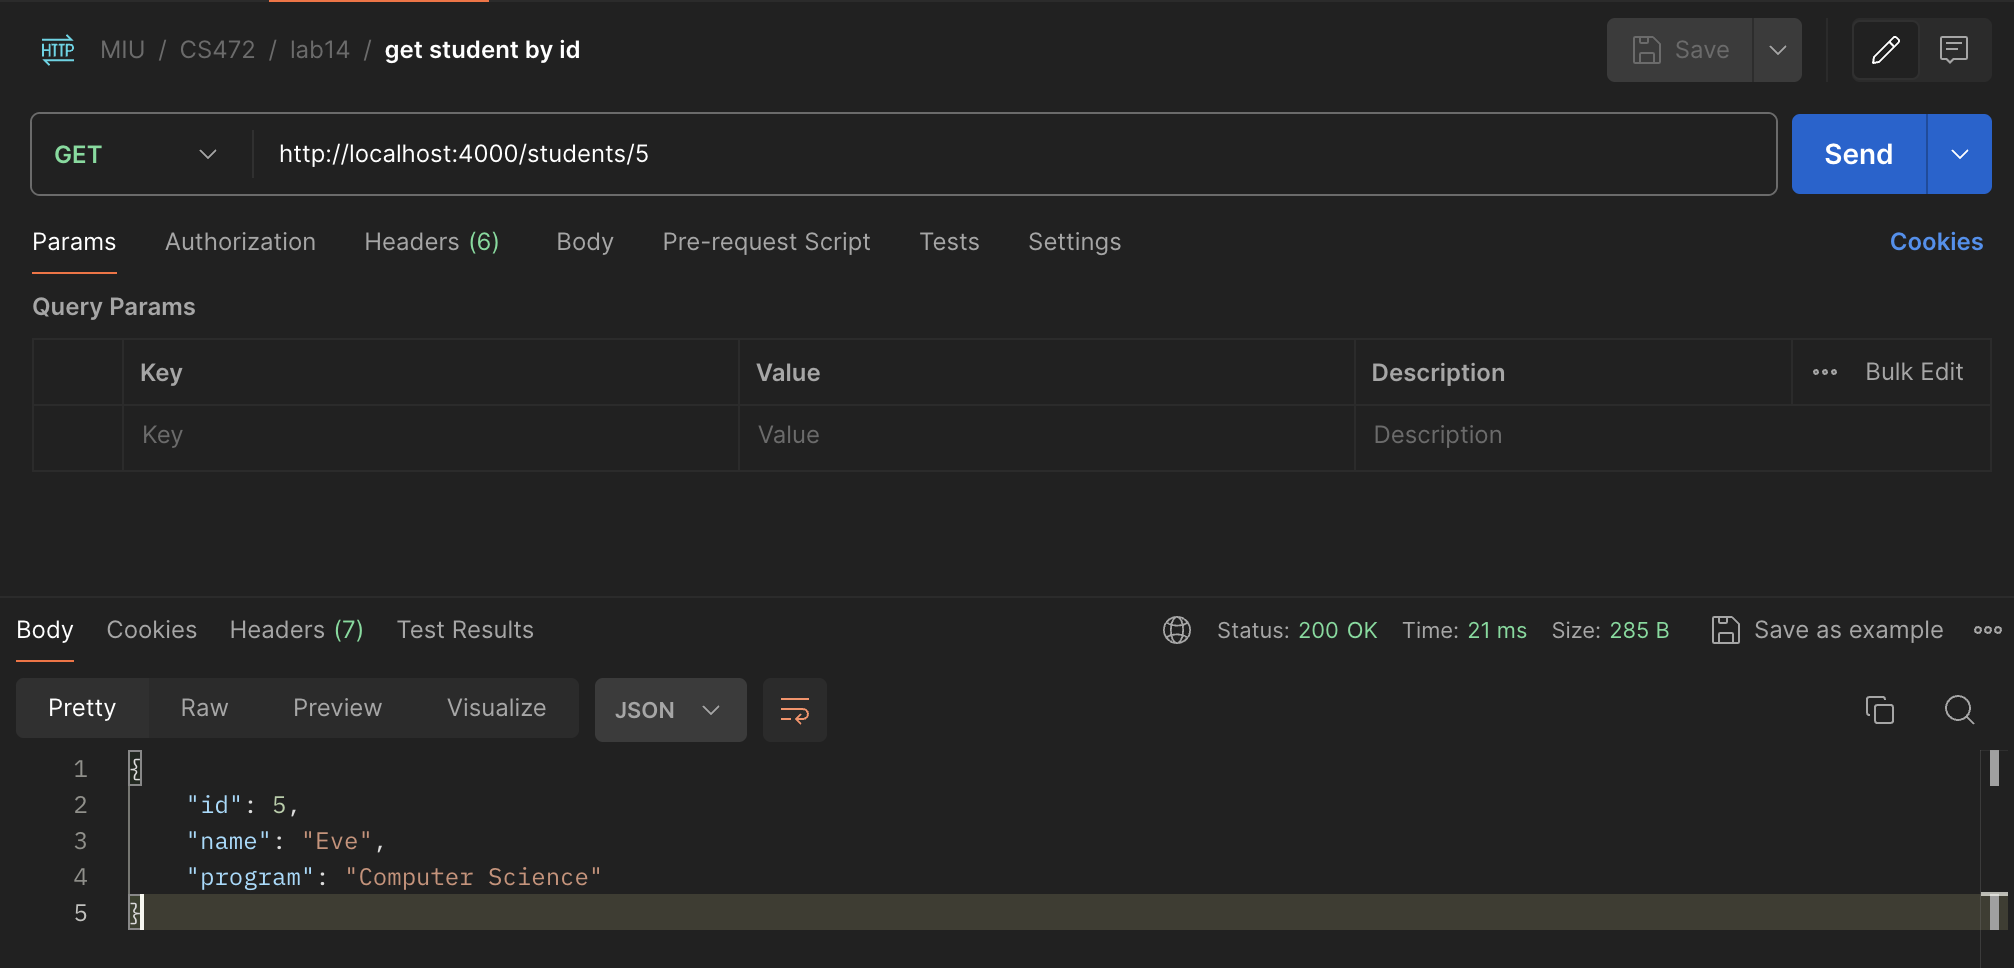 HTTP MIU / CS472 / lab14 / get student by id Save
GET http://localhost:4000/students/5 Send
Params Authorization Headers (6) Body Pre-request Script Tests Settings Cookies
Query Params
Key Value Description Bulk Edit
Key Value Description
Body Cookies Headers (7) Test Results Status: 200 OK Time: 21 ms Size: 285 B Save as example
Pretty Raw Preview Visualize JSON
1 {
2 "id": 5,
3 "name": "Eve",
4 "program": "Computer Science"
5 }